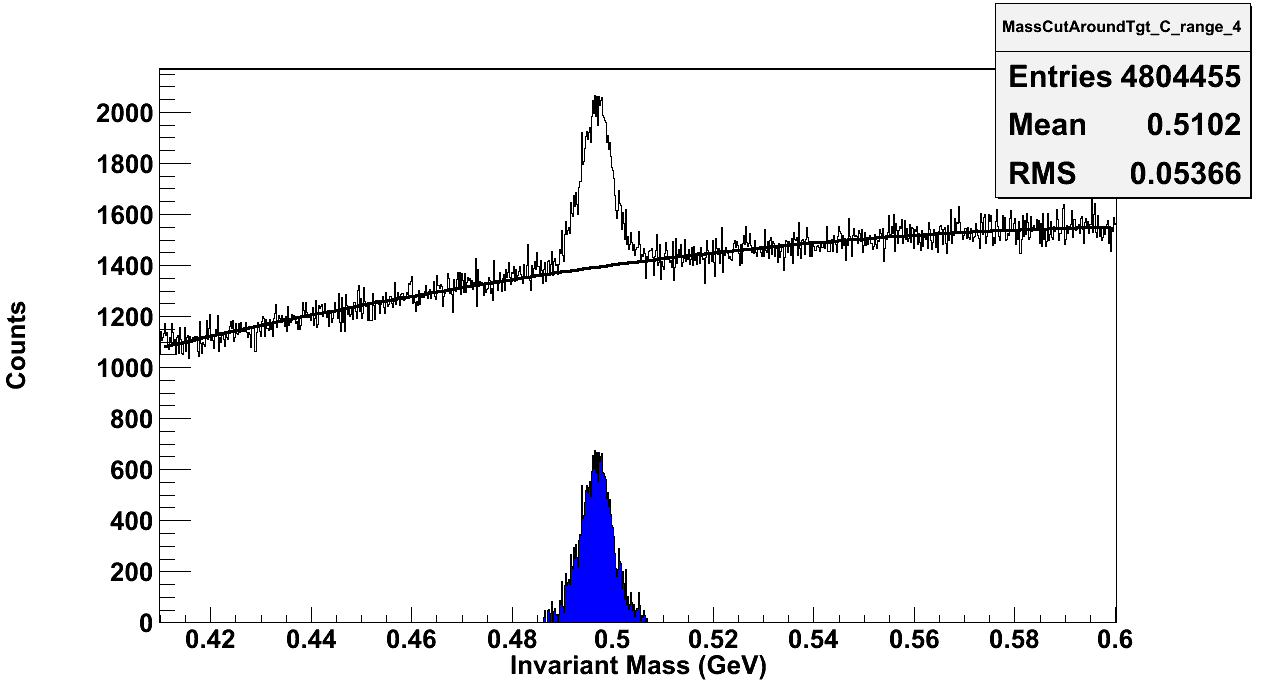 MassCutAroundTgt_C_range_4
Entries 4804455
Mean 0.5102
RMS 0.05366
2000
1800
1600
1400
1200
1000
800
600
400
200
0
Counts
0.42 0.44 0.46 0.48 0.5 0.52 0.54 0.56 0.58 0.6
Invariant Mass (GeV)